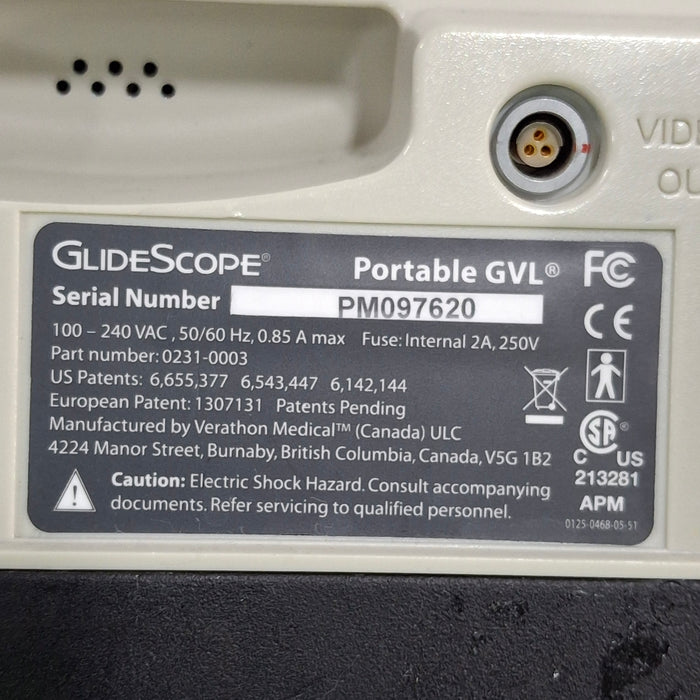 VID
OU
GLIDESCOPE® Portable GVL® FC
Serial Number PM097620 CE
100 – 240 VAC , 50/60 Hz, 0.85 A max Fuse: Internal 2A, 250V
Part number: 0231-0003
US Patents: 6,655,377 6,543,447 6,142,144
European Patent: 1307131 Patents Pending
Manufactured by Verathon Medical™ (Canada) ULC
4224 Manor Street, Burnaby, British Columbia, Canada, V5G 1B2
SA®
C US
213281
APM
0125-0468-05-51
Caution: Electric Shock Hazard. Consult accompanying
documents. Refer servicing to qualified personnel.